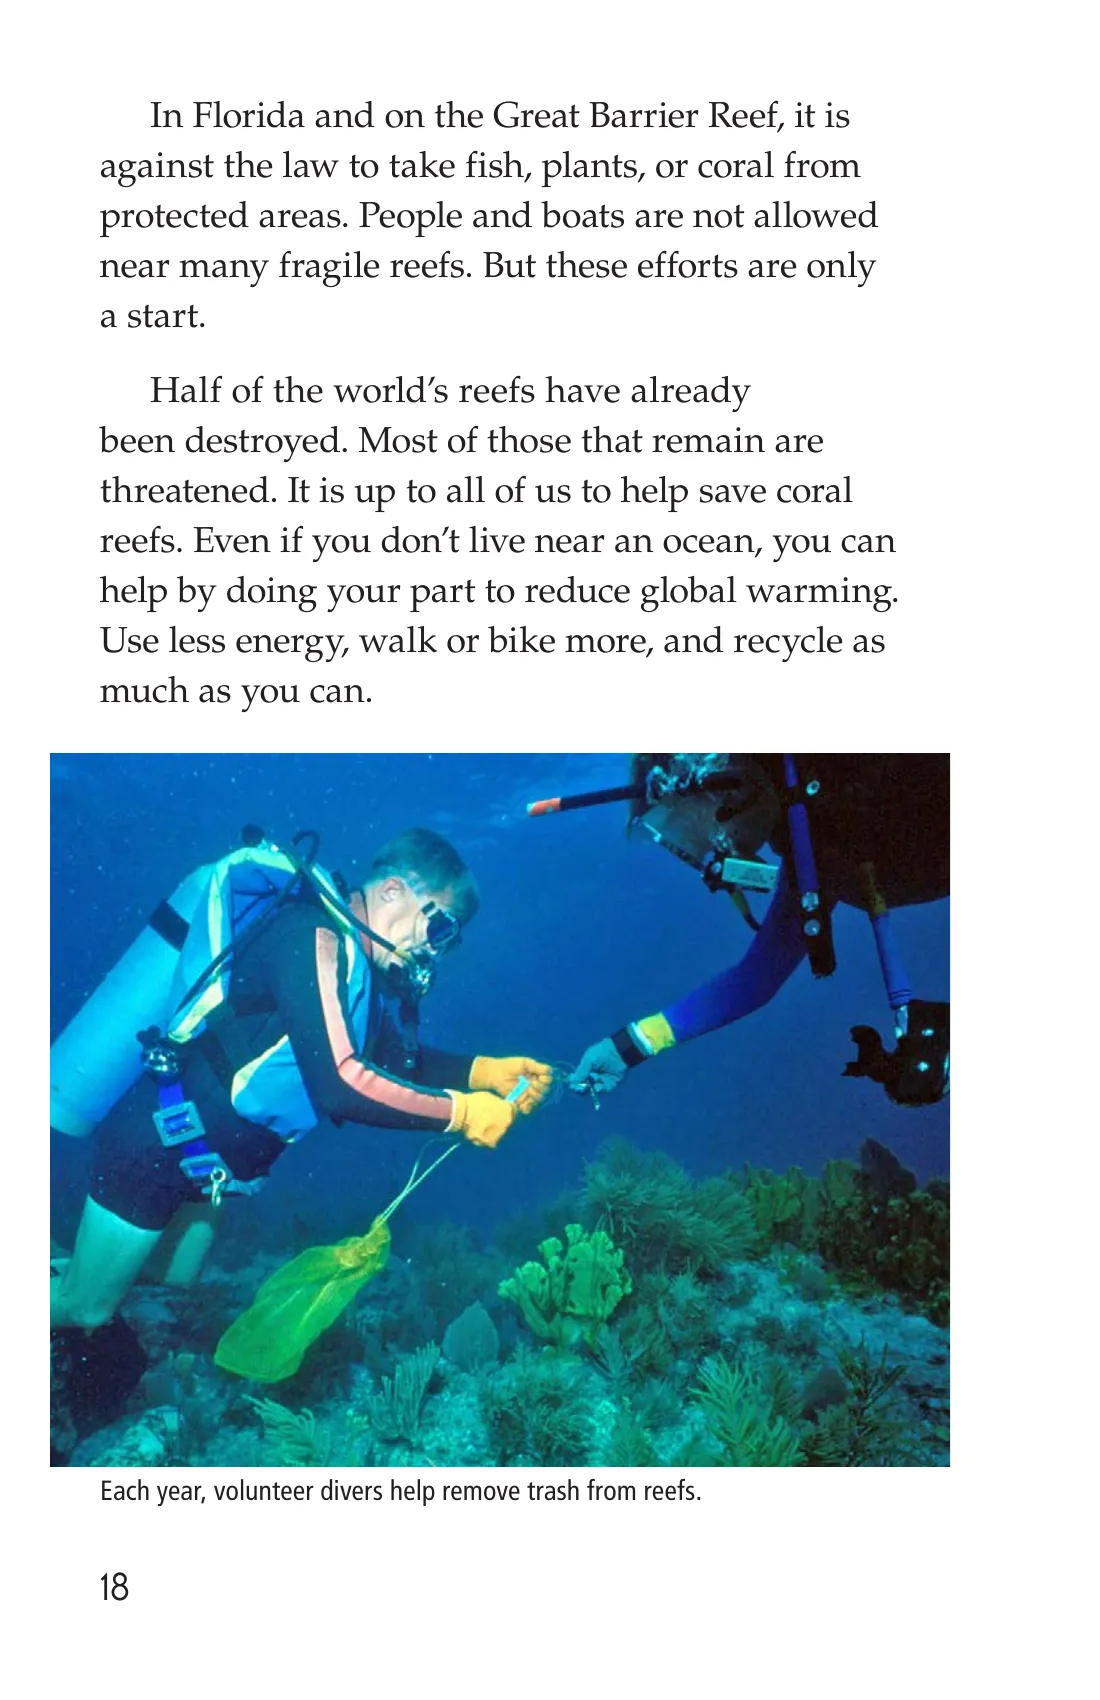 In Florida and on the Great Barrier Reef, it is
against the law to take fish, plants, or coral from
protected areas. People and boats are not allowed
near many fragile reefs. But these efforts are only
a start.
Half of the world’s reefs have already
been destroyed. Most of those that remain are
threatened. It is up to all of us to help save coral
reefs. Even if you don’t live near an ocean, you can
help by doing your part to reduce global warming.
Use less energy, walk or bike more, and recycle as
much as you can.
Each year, volunteer divers help remove trash from reefs.
18